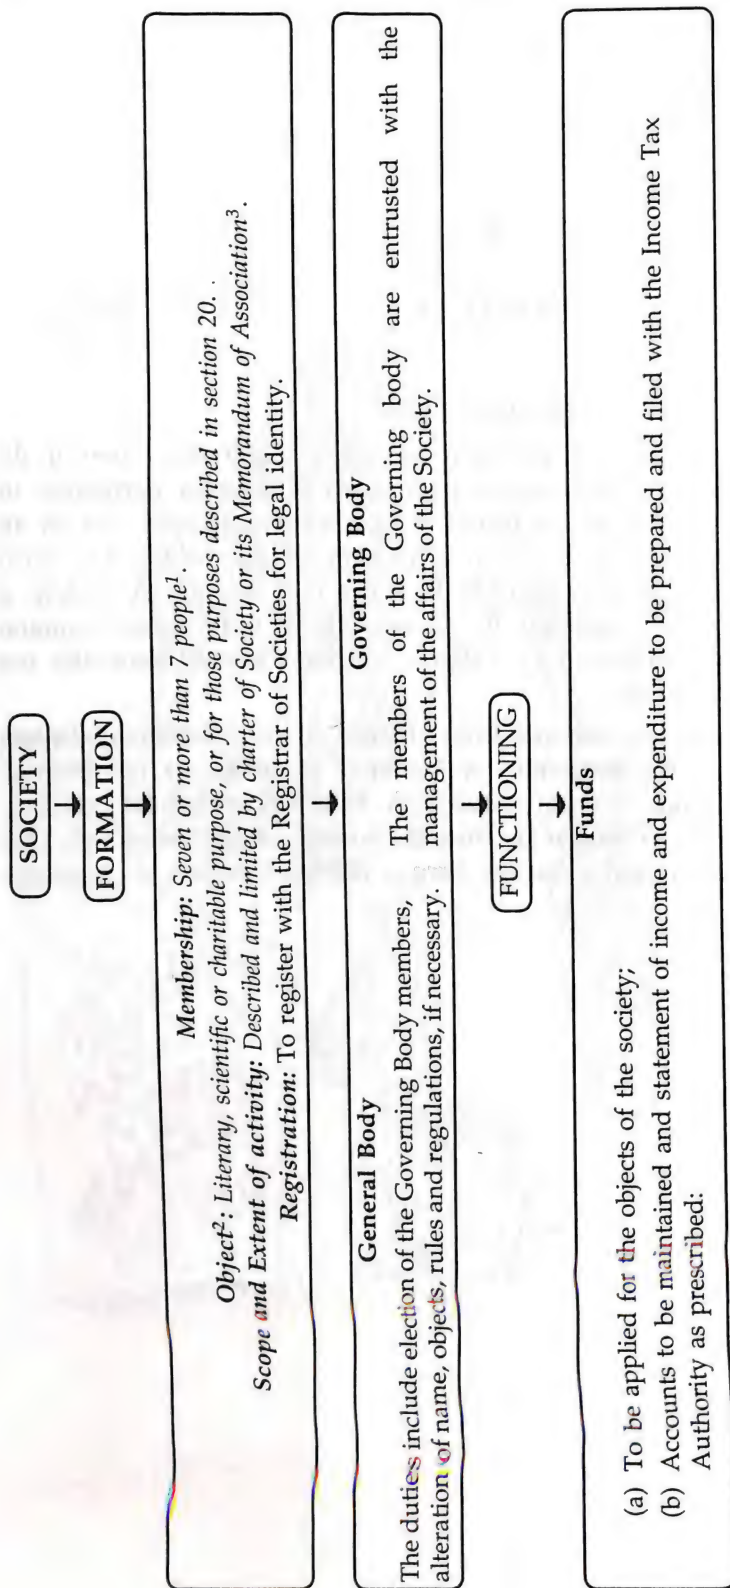 SOCIETY
FORMATION
Membership: Seven or more than 7 people¹
Object²: Literary, scientific or charitable purpose, or for those purposes described in section 20. .
Scope and Extent of activity: Described and limited by charter of Society or its Memorandum of Association³.
Registration: To register with the Registrar of Societies for legal identity.
General Body
The duties include election of the Governing Body members,
alteration of name, objects, rules and regulations, if necessary.
Governing Body
The members of the Governing body are entrusted with the
management of the affairs of the Society.
FUNCTIONING
Funds
(a) To be applied for the objects of the society;
(b) Accounts to be maintained and statement of income and expenditure to be prepared and filed with the Income Tax
Authority as prescribed: